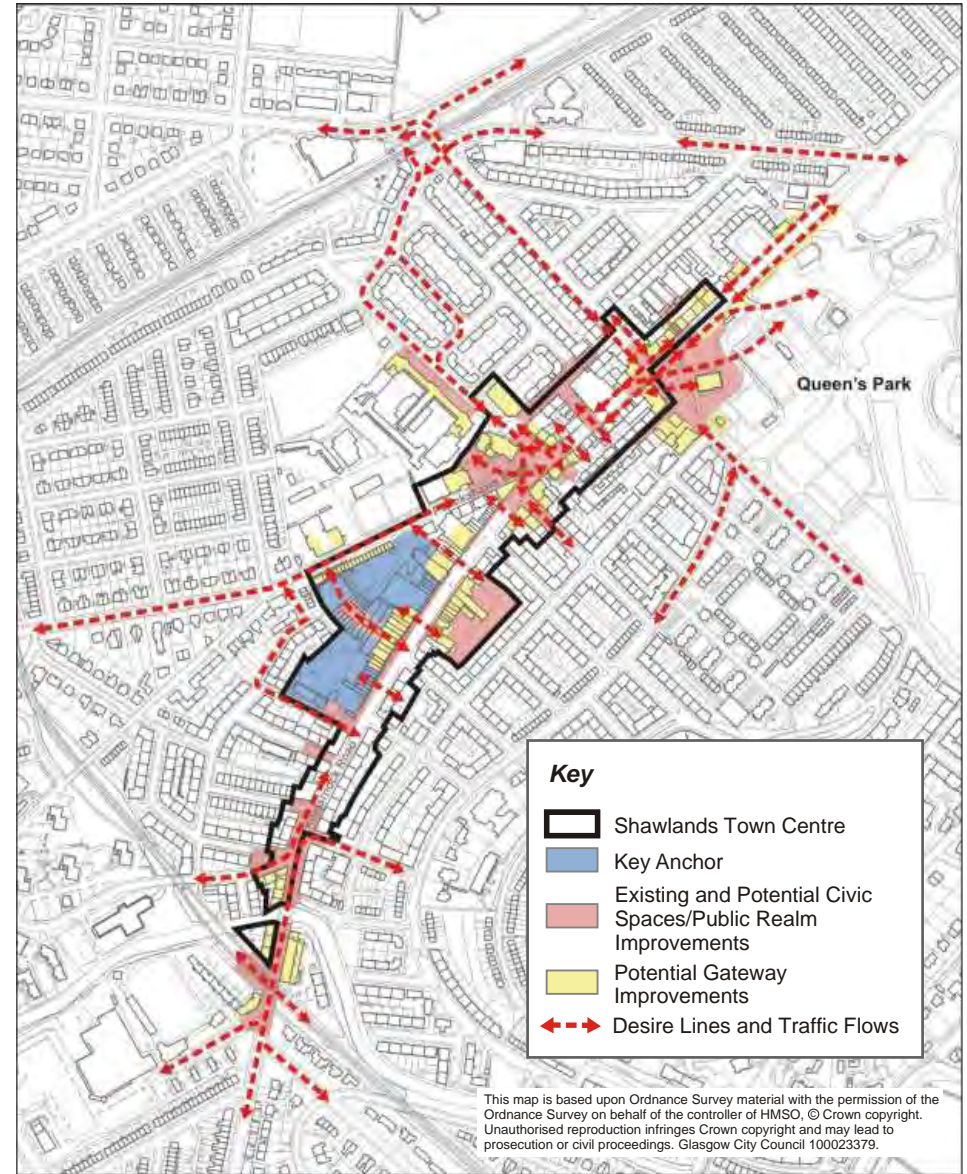 Queen's Park
Key
Shawlands Town Centre
Key Anchor
Existing and Potential Civic
Spaces/Public Realm
Improvements
Potential Gateway
Improvements
Desire Lines and Traffic Flows
This map is based upon Ordnance Survey material with the permission of the
Ordnance Survey on behalf of the controller of HMSO, © Crown copyright.
Unauthorised reproduction infringes Crown copyright and may lead to
prosecution or civil proceedings. Glasgow City Council 100023379.